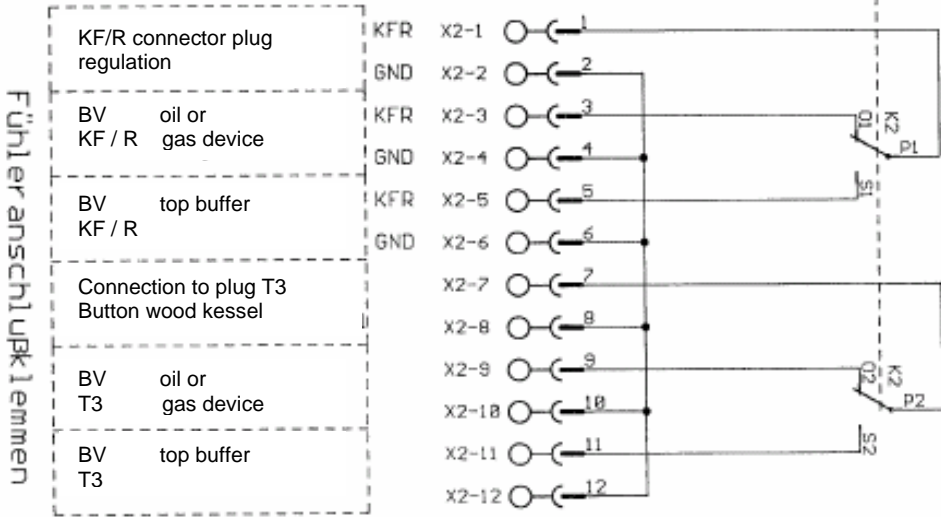 Fühleranschlußklemmen
KF/R connector plug
regulation
BV oil or
KF / R gas device
BV top buffer
KF / R
Connection to plug T3
Button wood kessel
BV oil or
T3 gas device
BV top buffer
T3
KFR X2-1 1
GND X2-2 2
KFR X2-3 3
GND X2-4 4
KFR X2-5 5
GND X2-6 6
X2-7 7
X2-8 8
X2-9 9
X2-10 10
X2-11 11
X2-12 12
O1 K2
P1
S1
O2 K2
P2
S2